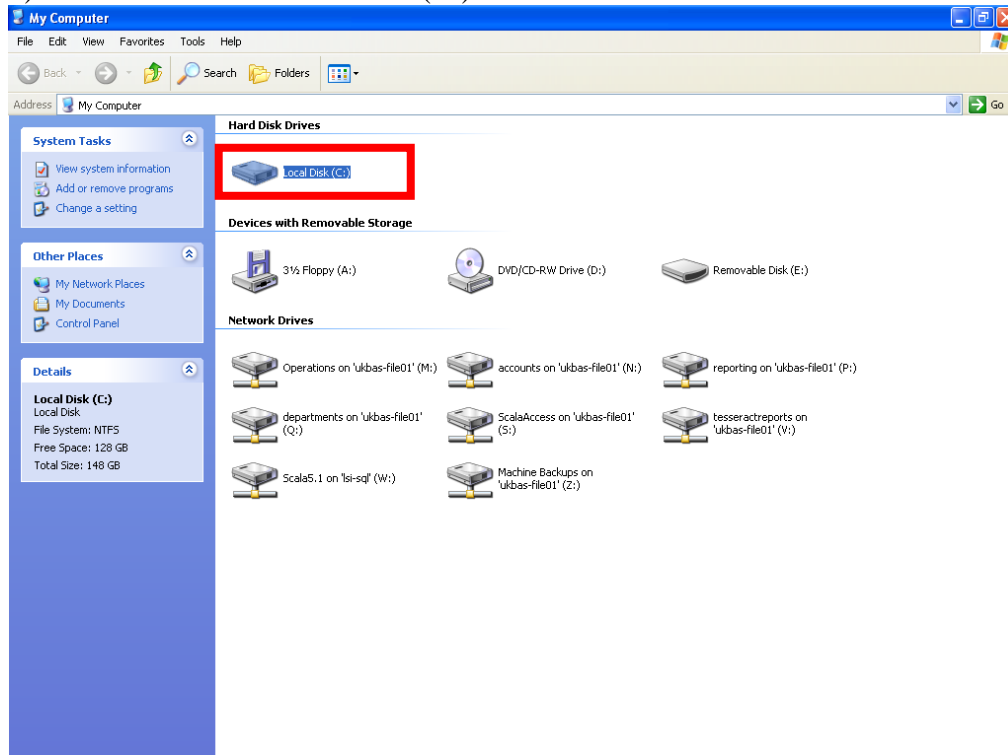 My Computer
File Edit View Favorites Tools Help
Back Search Folders
Address My Computer Go
System Tasks
View system information
Add or remove programs
Change a setting
Other Places
My Network Places
My Documents
Control Panel
Details
Local Disk (C:)
Local Disk
File System: NTFS
Free Space: 128 GB
Total Size: 148 GB
Hard Disk Drives
Local Disk (C:)
Devices with Removable Storage
3½ Floppy (A:)
DVD/CD-RW Drive (D:)
Removable Disk (E:)
Network Drives
Operations on 'ukbas-file01' (M:)
accounts on 'ukbas-file01' (N:)
reporting on 'ukbas-file01' (P:)
departments on 'ukbas-file01'
(Q:)
ScalaAccess on 'ukbas-file01'
(S:)
tesseractreports on
'ukbas-file01' (V:)
Scala5.1 on 'lsi-sql' (W:)
Machine Backups on
'ukbas-file01' (Z:)